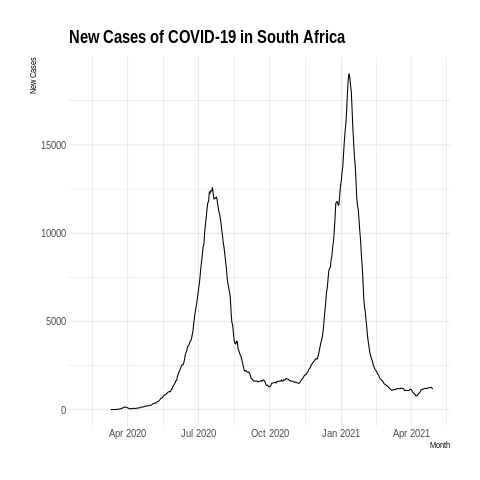 New Cases of COVID-19 in South Africa
New Cases
15000
10000
5000
0
Apr 2020 Jul 2020 Oct 2020 Jan 2021 Apr 2021
Month